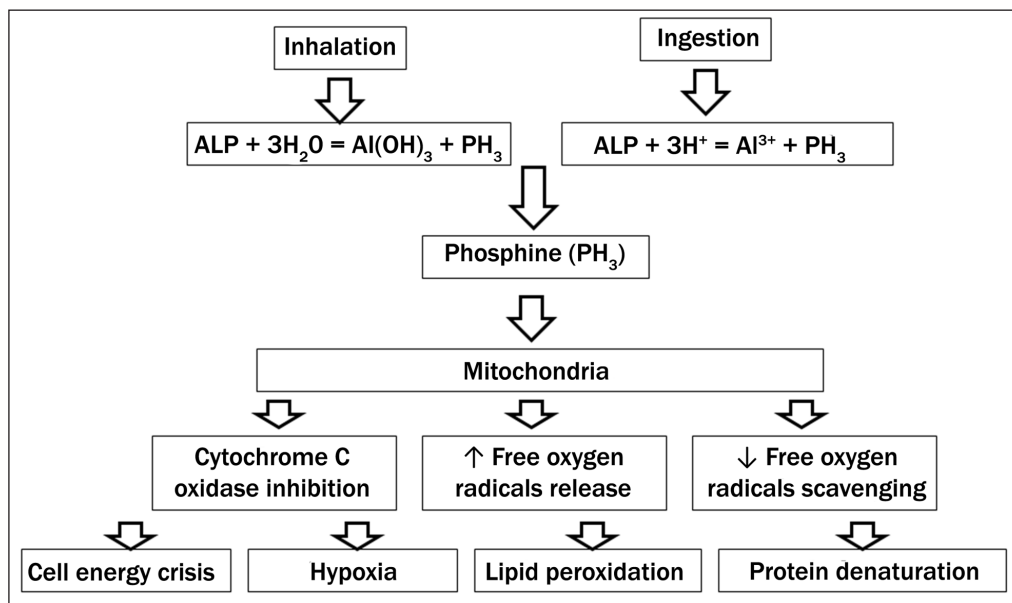 Inhalation
Ingestion
ALP + 3H₂0 = Al(OH)₃ + PH₃
ALP + 3H⁺ = Al³⁺ + PH₃
Phosphine (PH₃)
Mitochondria
Cytochrome C
oxidase inhibition
↑ Free oxygen
radicals release
↓ Free oxygen
radicals scavenging
Cell energy crisis
Hypoxia
Lipid peroxidation
Protein denaturation